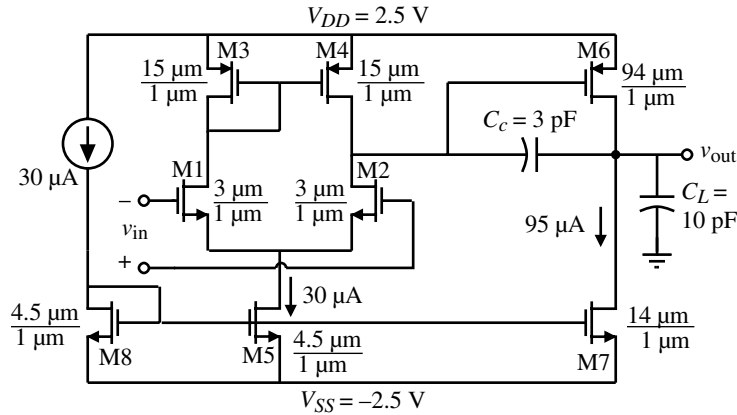 V_DD = 2.5 V
M3
M4
M6
15 µm
1 µm
15 µm
1 µm
94 µm
1 µm
C_c = 3 pF
30 µA
M1
M2
v_out
3 µm
1 µm
3 µm
1 µm
–
v_in
+
C_L =
10 pF
95 µA
30 µA
4.5 µm
1 µm
M8
M5
4.5 µm
1 µm
M7
14 µm
1 µm
V_SS = –2.5 V